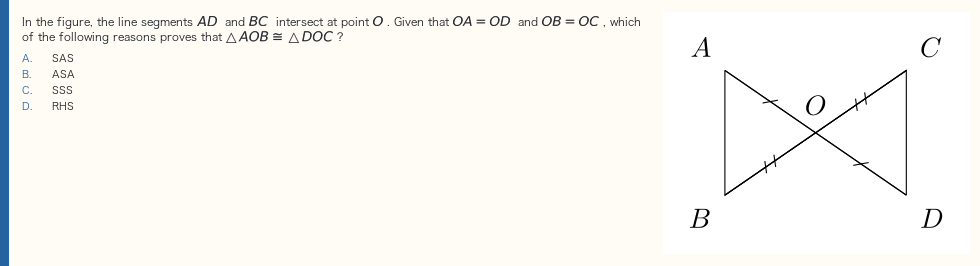 In the figure, the line segments AD and BC intersect at point O . Given that OA = OD and OB = OC , which
of the following reasons proves that △AOB ≅ △DOC ?
A. SAS
B. ASA
C. SSS
D. RHS
A
C
O
B
D